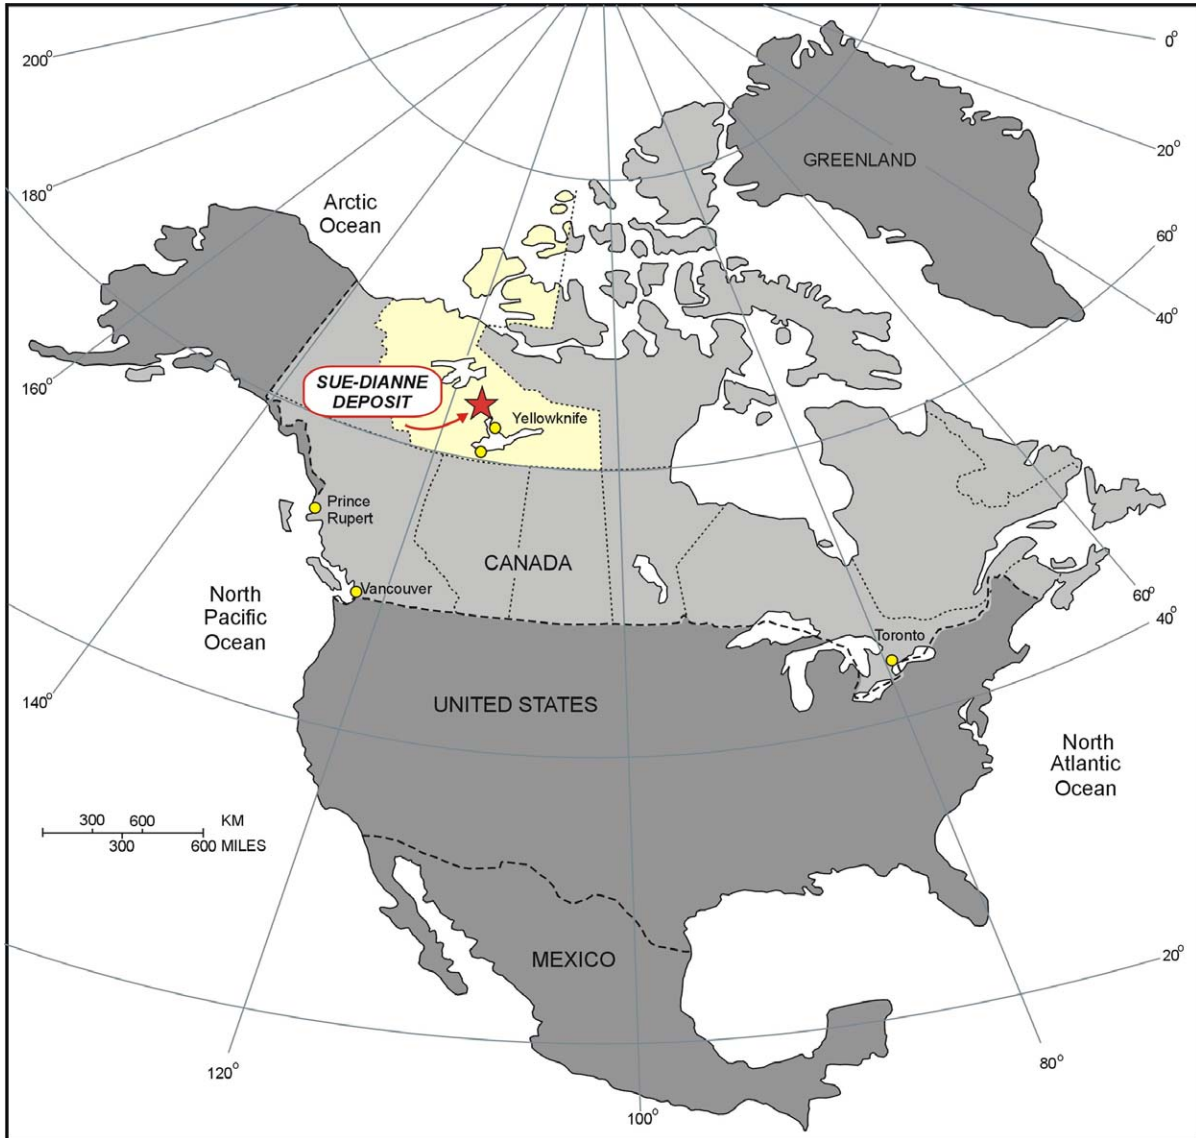 200°
0°
GREENLAND
20°
180°
Arctic
Ocean
60°
40°
160°
SUE-DIANNE
DEPOSIT
Yellowknife
Prince
Rupert
CANADA
Vancouver
North
Pacific
Ocean
60°
40°
Toronto
140°
UNITED STATES
North
Atlantic
Ocean
300 600 KM
300 600 MILES
MEXICO
20°
120°
80°
100°